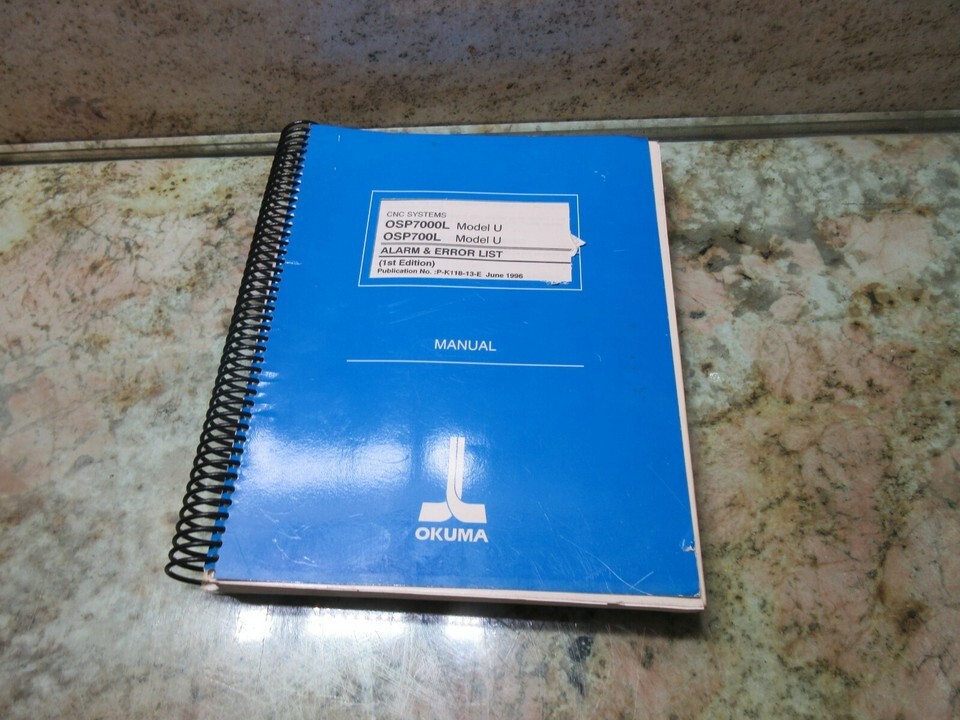 CNC SYSTEMS
OSP7000L Model U
OSP700L Model U
ALARM & ERROR LIST
(1st Edition)
Publication No. :P-K118-13-E June 1996
MANUAL
OKUMA